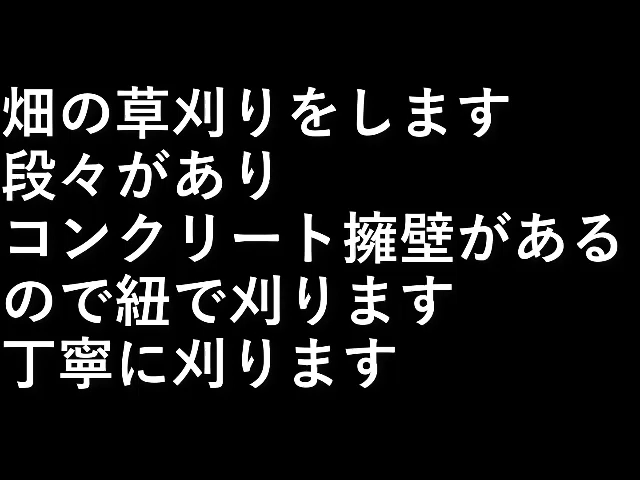 畑の草刈りをします
段々があり
コンクリート擁壁がある
ので紐で刈ります
丁寧に刈ります